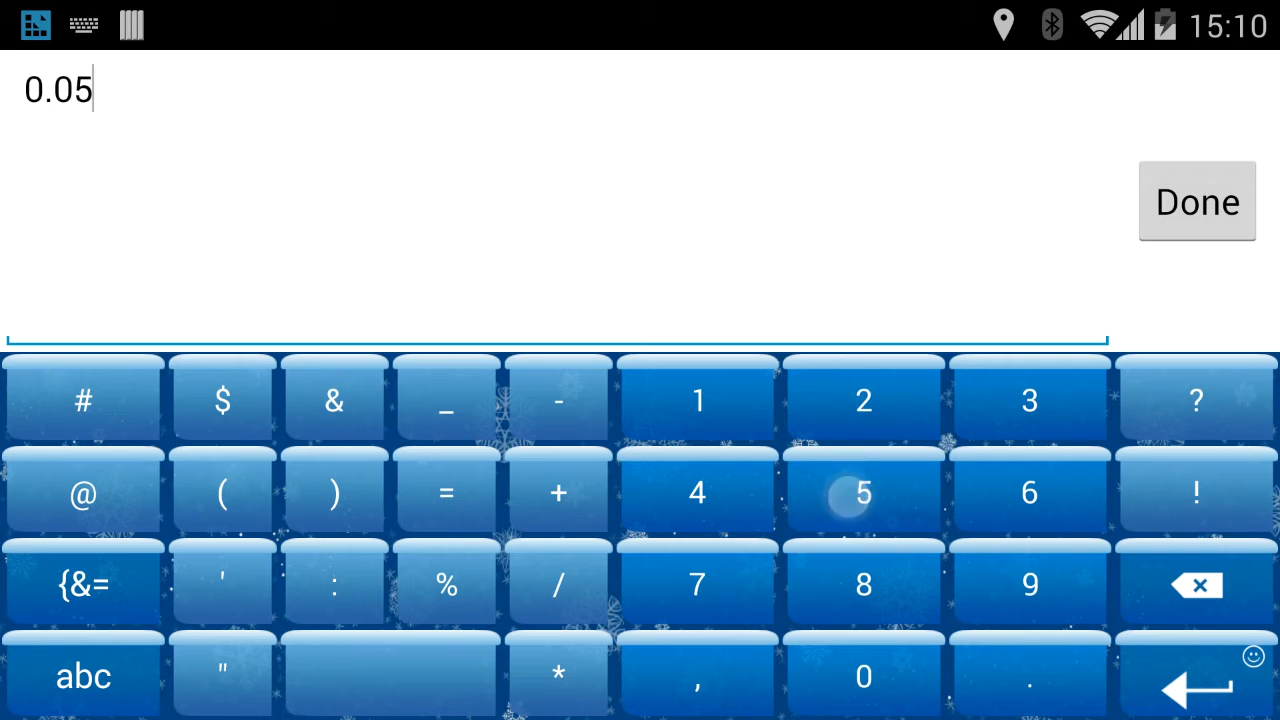 15:10
0.05
Done
# $ & _ - 1 2 3 ?
@ ( ) = + 4 5 6 !
{&= ' : % / 7 8 9
abc " * , 0 .